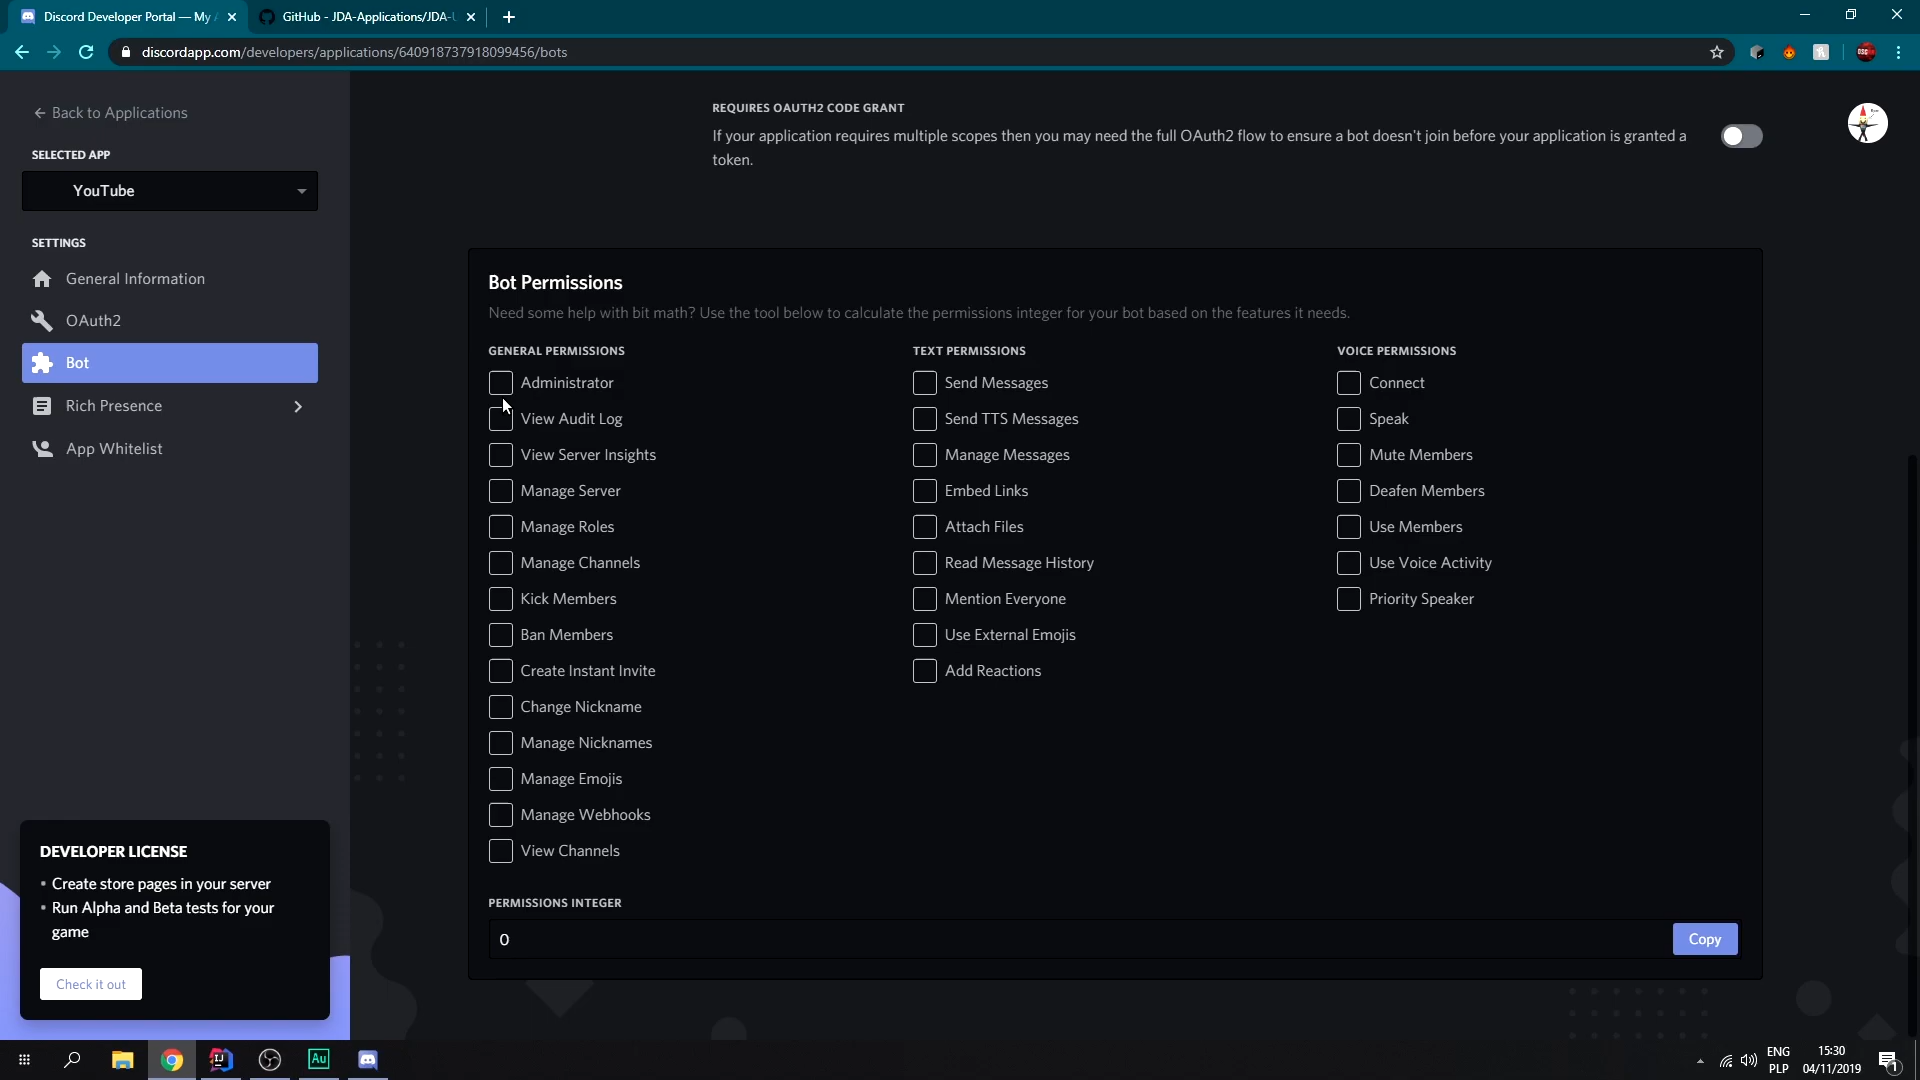 Discord Developer Portal — My A
GitHub - JDA-Applications/JDA-U
discordapp.com/developers/applications/640918737918099456/bots
← Back to Applications
SELECTED APP
YouTube
SETTINGS
General Information
OAuth2
Bot
Rich Presence
App Whitelist
DEVELOPER LICENSE
• Create store pages in your server
• Run Alpha and Beta tests for your
game
Check it out
REQUIRES OAUTH2 CODE GRANT
If your application requires multiple scopes then you may need the full OAuth2 flow to ensure a bot doesn't join before your application is granted a
token.
Bot Permissions
Need some help with bit math? Use the tool below to calculate the permissions integer for your bot based on the features it needs.
GENERAL PERMISSIONS
Administrator
View Audit Log
View Server Insights
Manage Server
Manage Roles
Manage Channels
Kick Members
Ban Members
Create Instant Invite
Change Nickname
Manage Nicknames
Manage Emojis
Manage Webhooks
View Channels
TEXT PERMISSIONS
Send Messages
Send TTS Messages
Manage Messages
Embed Links
Attach Files
Read Message History
Mention Everyone
Use External Emojis
Add Reactions
VOICE PERMISSIONS
Connect
Speak
Mute Members
Deafen Members
Use Members
Use Voice Activity
Priority Speaker
PERMISSIONS INTEGER
0
Copy
IJ
Au
ENG
PLP
15:30
04/11/2019
1